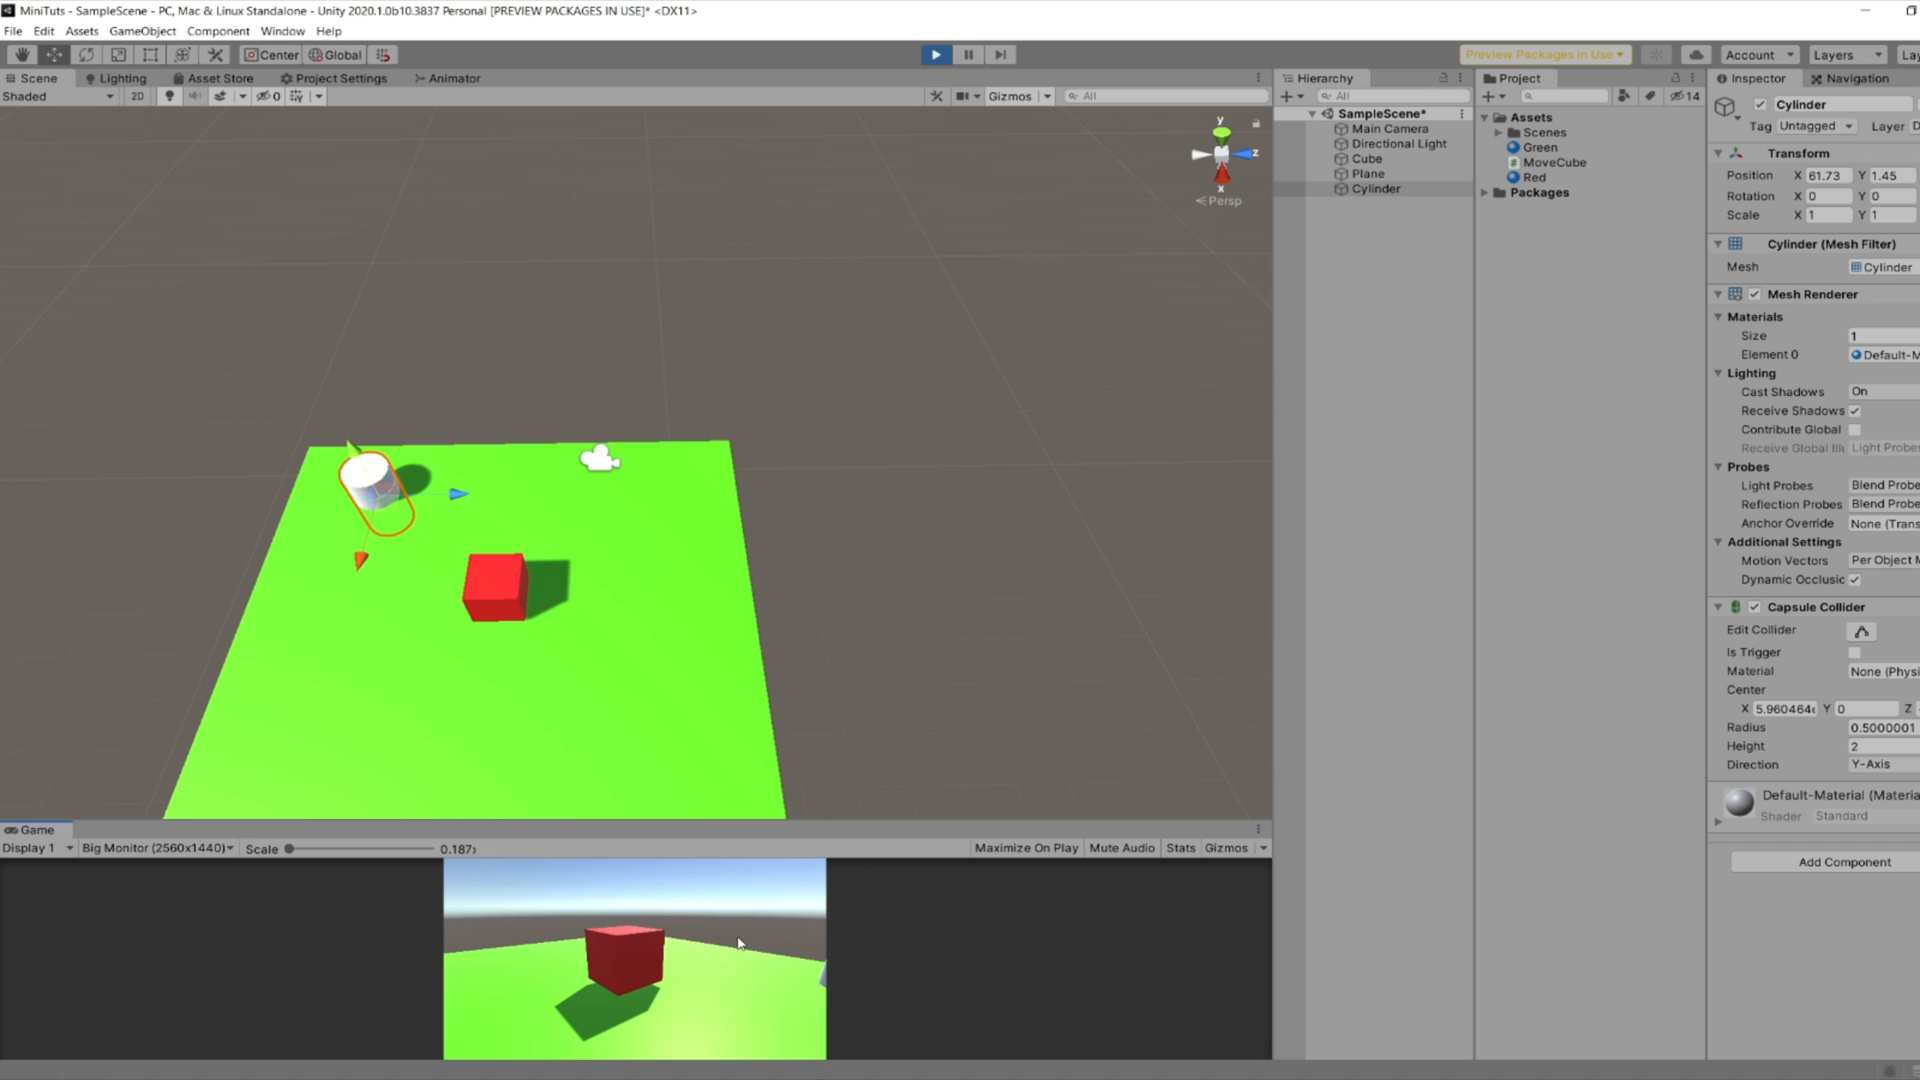 MiniTuts - SampleScene - PC, Mac & Linux Standalone - Unity 2020.1.0b10.3837 Personal [PREVIEW PACKAGES IN USE]* <DX11>
File Edit Assets GameObject Component Window Help
Center Global Preview Packages in Use Account Layers Lay
Scene Lighting Asset Store Project Settings Animator
Shaded 2D 0 Gizmos All
y
z
x
Persp
Hierarchy
All
SampleScene*
Main Camera
Directional Light
Cube
Plane
Cylinder
Project
14
Assets
Scenes
Green
MoveCube
Red
Packages
Inspector Navigation
Cylinder
Tag Untagged Layer D
Transform
Position X 61.73 Y 1.45
Rotation X 0 Y 0
Scale X 1 Y 1
Cylinder (Mesh Filter)
Mesh Cylinder
Mesh Renderer
Materials
Size 1
Element 0 Default-M
Lighting
Cast Shadows On
Receive Shadows
Contribute Global
Receive Global Illu Light Probes
Probes
Light Probes Blend Probe
Reflection Probes Blend Probe
Anchor Override None (Trans
Additional Settings
Motion Vectors Per Object M
Dynamic Occlusic
Capsule Collider
Edit Collider
Is Trigger
Material None (Physi
Center
X 5.960464 Y 0 Z
Radius 0.5000001
Height 2
Direction Y-Axis
Default-Material (Materia
Shader Standard
Add Component
Game
Display 1 Big Monitor (2560x1440) Scale 0.187 Maximize On Play Mute Audio Stats Gizmos